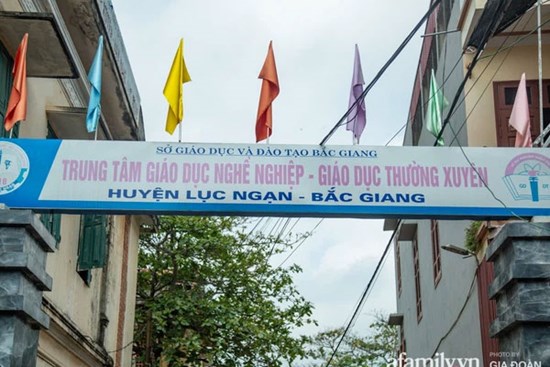 SỞ GIÁO DỤC VÀ ĐÀO TẠO BẮC GIANG
TRUNG TÂM GIÁO DỤC NGHỀ NGHIỆP - GIÁO DỤC THƯỜNG XUYÊN
HUYỆN LỤC NGẠN - BẮC GIANG
afamily.vn
PHOTO BY
GIA ĐOÀN